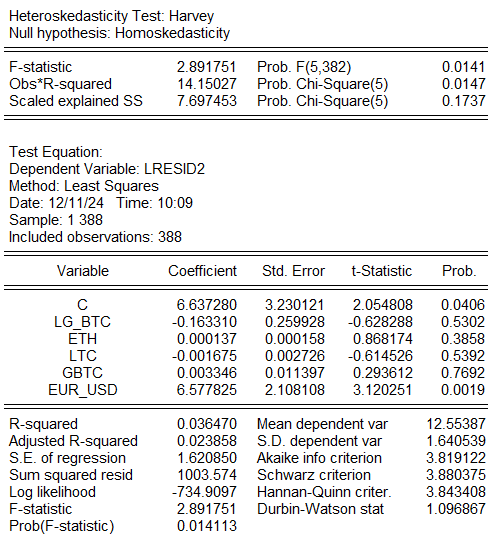 Heteroskedasticity Test: Harvey
Null hypothesis: Homoskedasticity
F-statistic 2.891751 Prob. F(5,382) 0.0141
Obs*R-squared 14.15027 Prob. Chi-Square(5) 0.0147
Scaled explained SS 7.697453 Prob. Chi-Square(5) 0.1737
Test Equation:
Dependent Variable: LRESID2
Method: Least Squares
Date: 12/11/24 Time: 10:09
Sample: 1 388
Included observations: 388
Variable Coefficient Std. Error t-Statistic Prob.
C 6.637280 3.230121 2.054808 0.0406
LG_BTC -0.163310 0.259928 -0.628288 0.5302
ETH 0.000137 0.000158 0.868174 0.3858
LTC -0.001675 0.002726 -0.614526 0.5392
GBTC 0.003346 0.011397 0.293612 0.7692
EUR_USD 6.577825 2.108108 3.120251 0.0019
R-squared 0.036470 Mean dependent var 12.55387
Adjusted R-squared 0.023858 S.D. dependent var 1.640539
S.E. of regression 1.620850 Akaike info criterion 3.819122
Sum squared resid 1003.574 Schwarz criterion 3.880375
Log likelihood -734.9097 Hannan-Quinn criter. 3.843408
F-statistic 2.891751 Durbin-Watson stat 1.096867
Prob(F-statistic) 0.014113